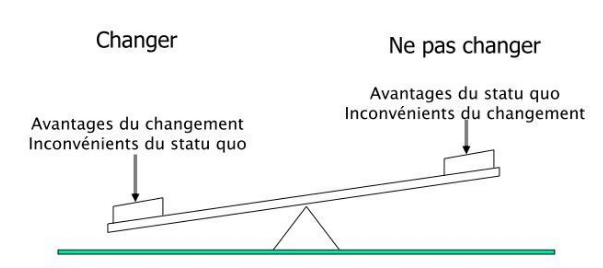 Changer
Ne pas changer
Avantages du changement
Inconvénients du statu quo
Avantages du statu quo
Inconvénients du changement